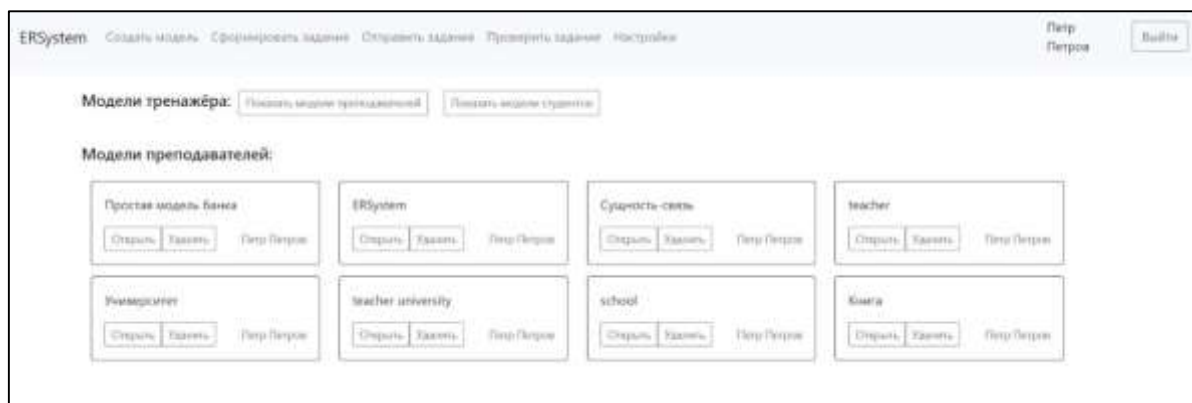 ERSystem Создать модель Сформировать задание Отправить задание Проверить задание Настройки Петр Петров Выйти
Модели тренажёра: Показать модели преподавателей Показать модели студентов
Модели преподавателей:
Простая модель банка ERSystem Сущность-связь teacher
Открыть Удалить Петр Петров Открыть Удалить Петр Петров Открыть Удалить Петр Петров Открыть Удалить Петр Петров
Университет teacher university school Книга
Открыть Удалить Петр Петров Открыть Удалить Петр Петров Открыть Удалить Петр Петров Открыть Удалить Петр Петров